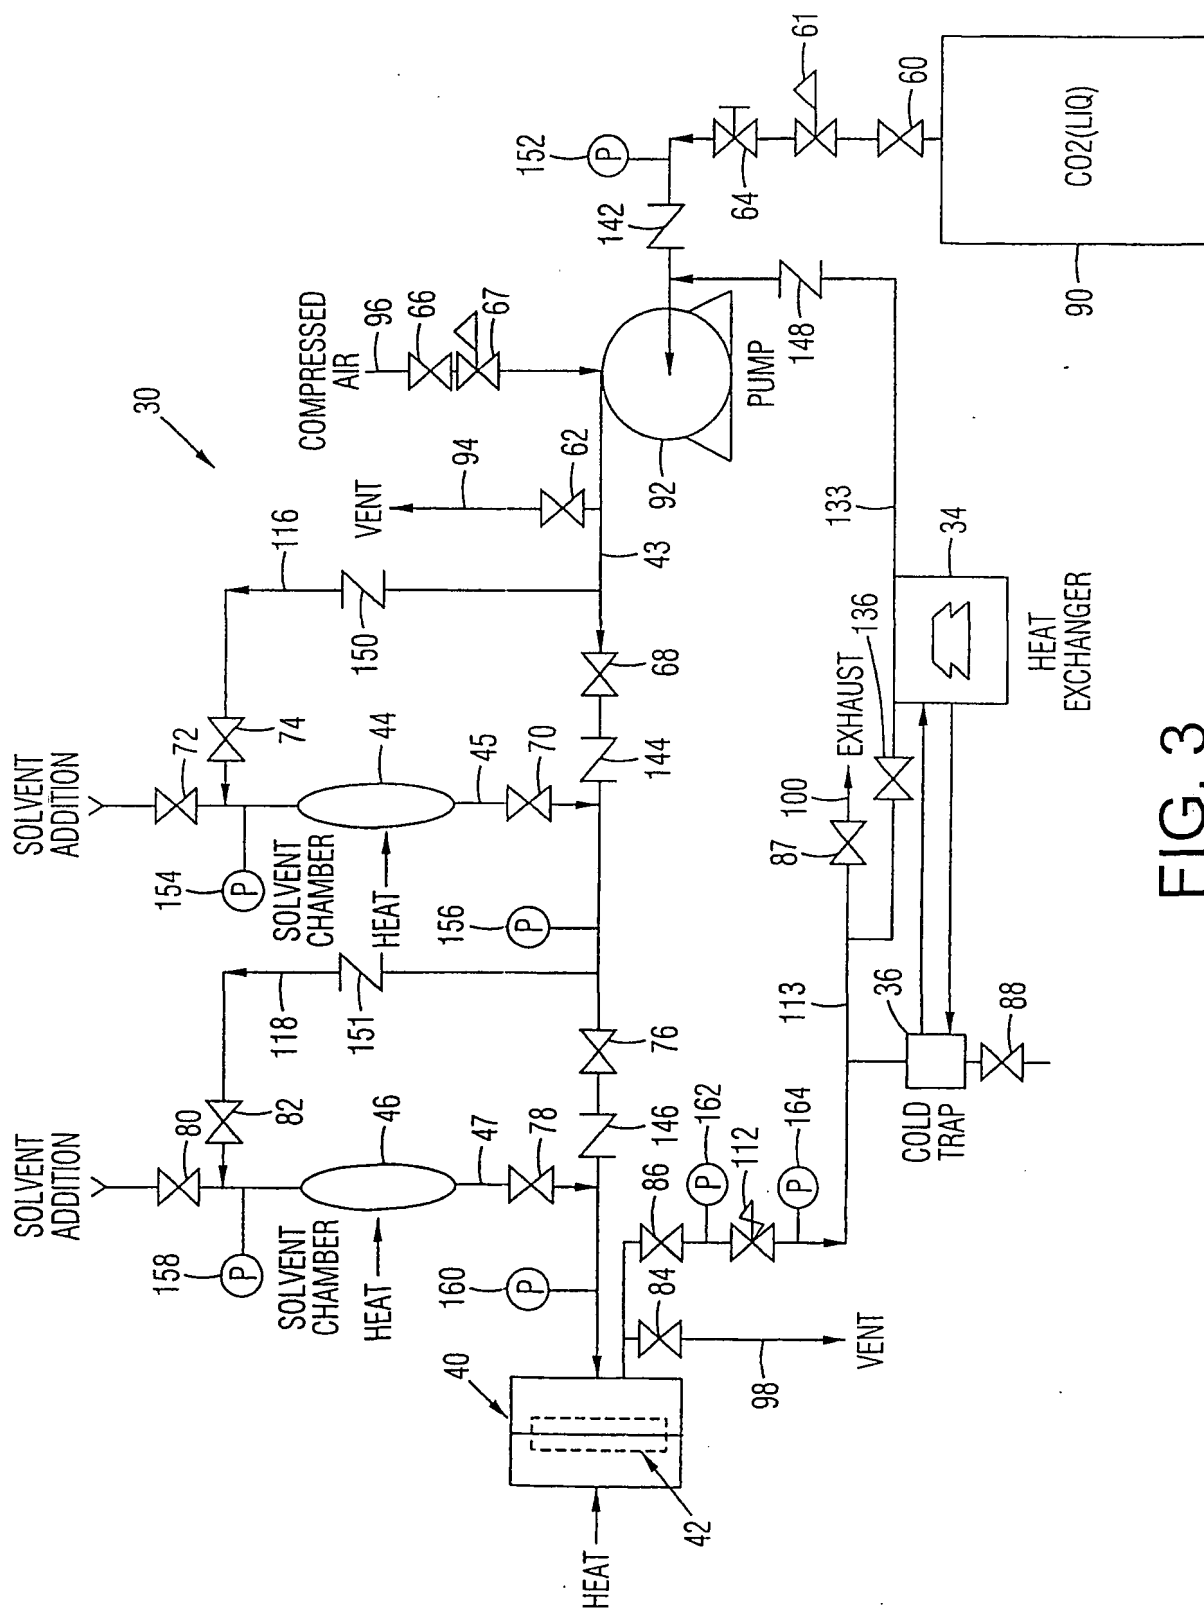 30
SOLVENT
ADDITION
80
82
158
P
SOLVENT
CHAMBER
46
HEAT
47
78
118
151
SOLVENT
ADDITION
72
74
154
P
SOLVENT
CHAMBER
44
HEAT
45
70
116
150
VENT
94
62
COMPRESSED
AIR
96
66
67
152
P
142
64
61
60
CO2(LIQ)
90
148
PUMP
92
43
68
144
156
P
76
146
160
P
40
42
HEAT
84
98
VENT
86
162
P
112
164
P
113
36
COLD
TRAP
88
87
100
EXHAUST
136
133
34
HEAT
EXCHANGER
FIG. 3